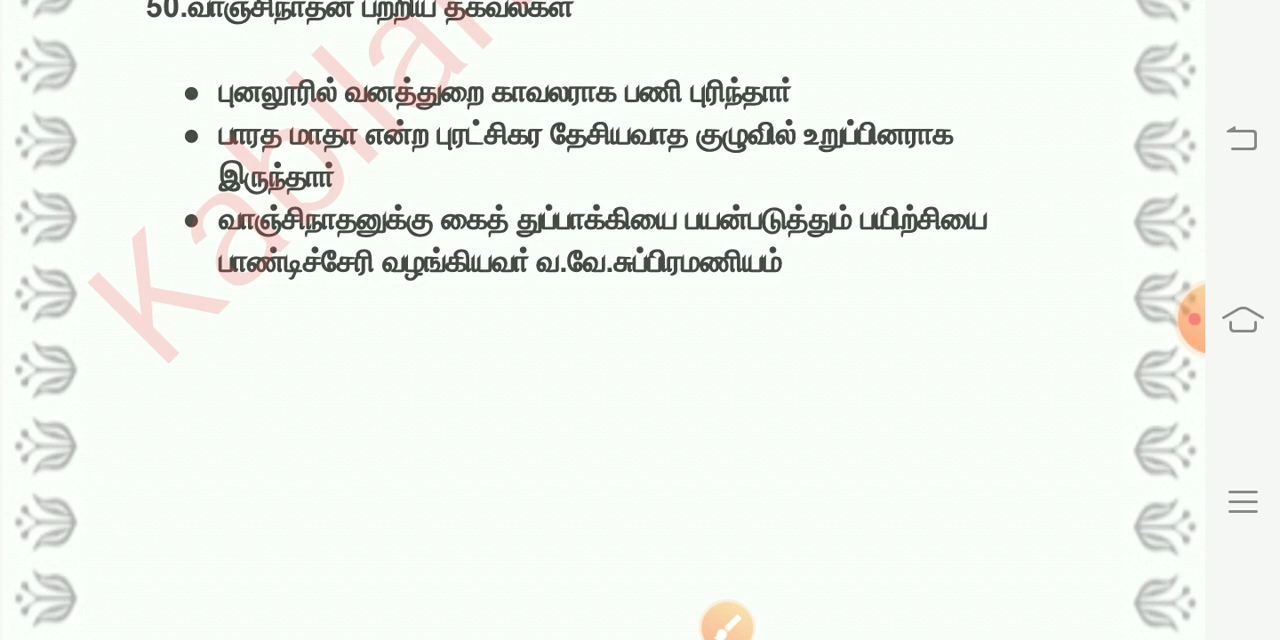 50.வாஞ்சிநாதன் பற்றிய தகவல்கள்
● புனலூரில் வனத்துறை காவலராக பணி புரிந்தார்
● பாரத மாதா என்ற புரட்சிகர தேசியவாத குழுவில் உறுப்பினராக
இருந்தார்
● வாஞ்சிநாதனுக்கு கைத் துப்பாக்கியை பயன்படுத்தும் பயிற்சியை
பாண்டிச்சேரி வழங்கியவர் வ.வே.சுப்பிரமணியம்